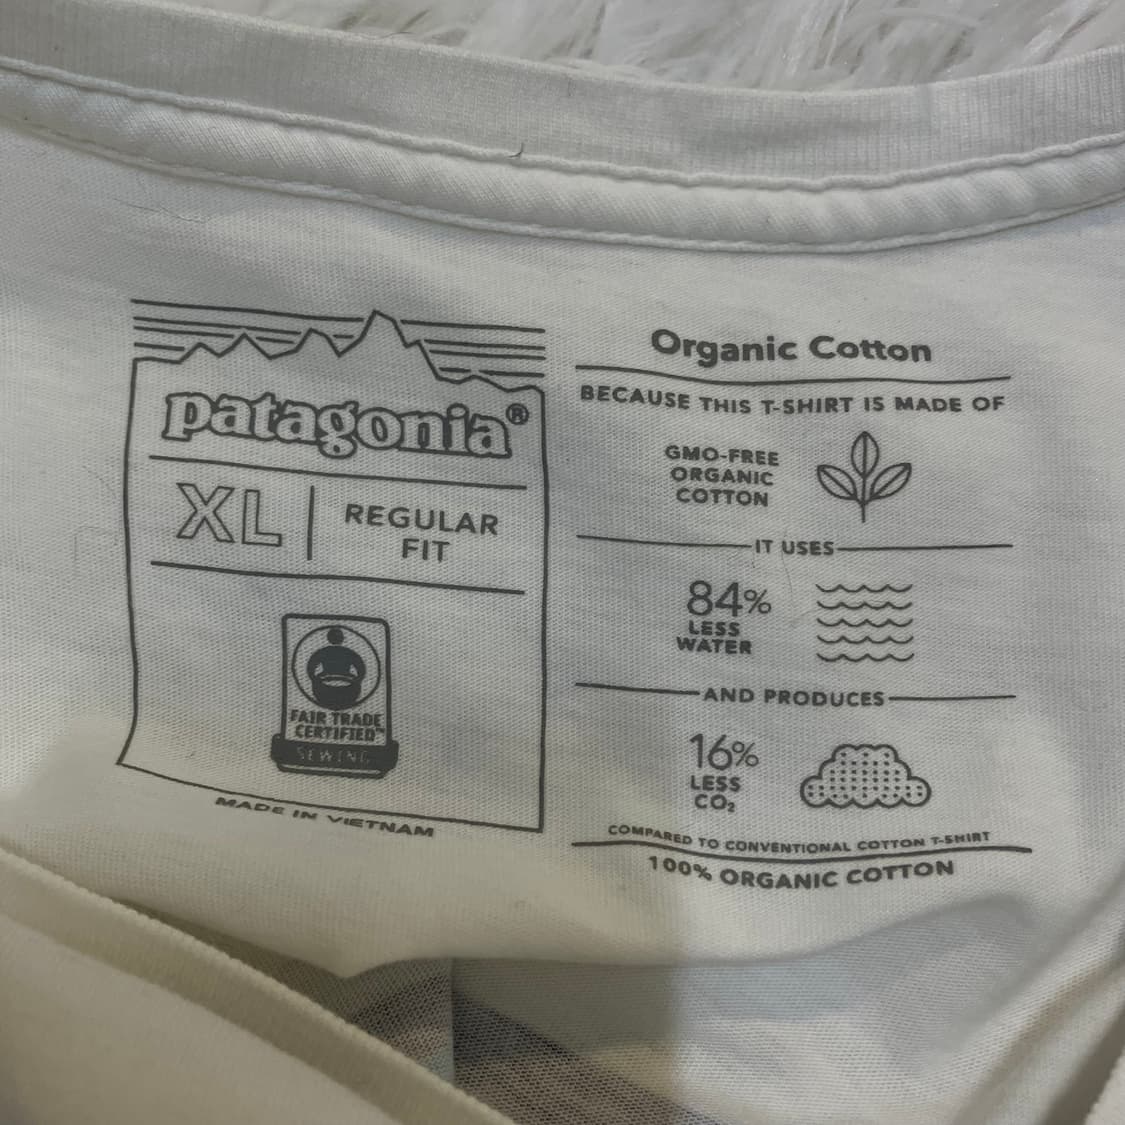 patagonia®
XL
REGULAR
FIT
FAIR TRADE
CERTIFIED™
SEWING
MADE IN VIETNAM
Organic Cotton
BECAUSE THIS T-SHIRT IS MADE OF
GMO-FREE
ORGANIC
COTTON
IT USES
84%
LESS
WATER
AND PRODUCES
16%
LESS
CO₂
COMPARED TO CONVENTIONAL COTTON T-SHIRT
100% ORGANIC COTTON